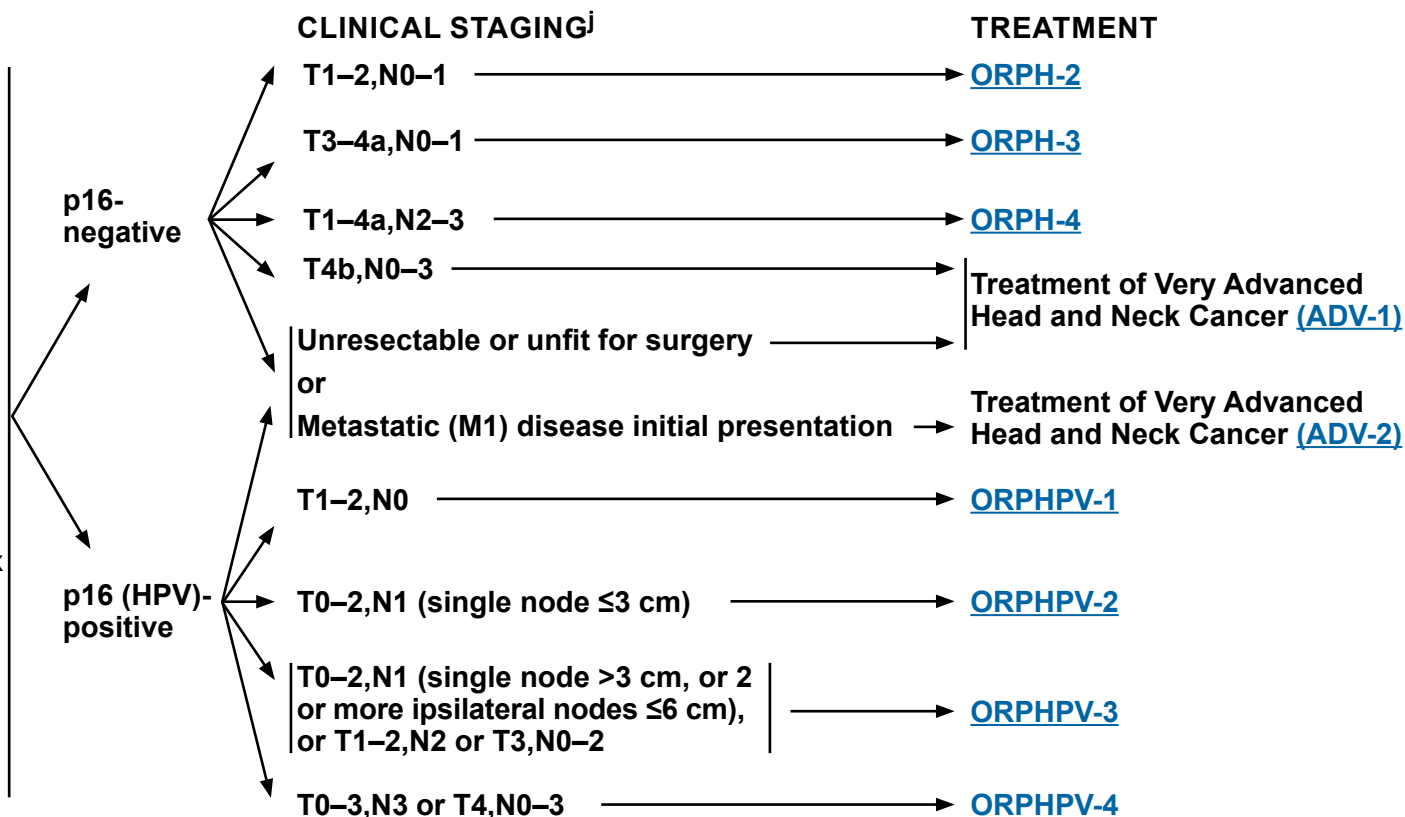 CLINICAL STAGINGj
TREATMENT
T1–2,N0–1
ORPH-2
T3–4a,N0–1
ORPH-3
p16-
negative
T1–4a,N2–3
ORPH-4
T4b,N0–3
Treatment of Very Advanced
Head and Neck Cancer (ADV-1)
Unresectable or unfit for surgery
or
Metastatic (M1) disease initial presentation
Treatment of Very Advanced
Head and Neck Cancer (ADV-2)
T1–2,N0
ORPHPV-1
p16 (HPV)-
positive
T0–2,N1 (single node ≤3 cm)
ORPHPV-2
T0–2,N1 (single node >3 cm, or 2
or more ipsilateral nodes ≤6 cm),
or T1–2,N2 or T3,N0–2
ORPHPV-3
T0–3,N3 or T4,N0–3
ORPHPV-4